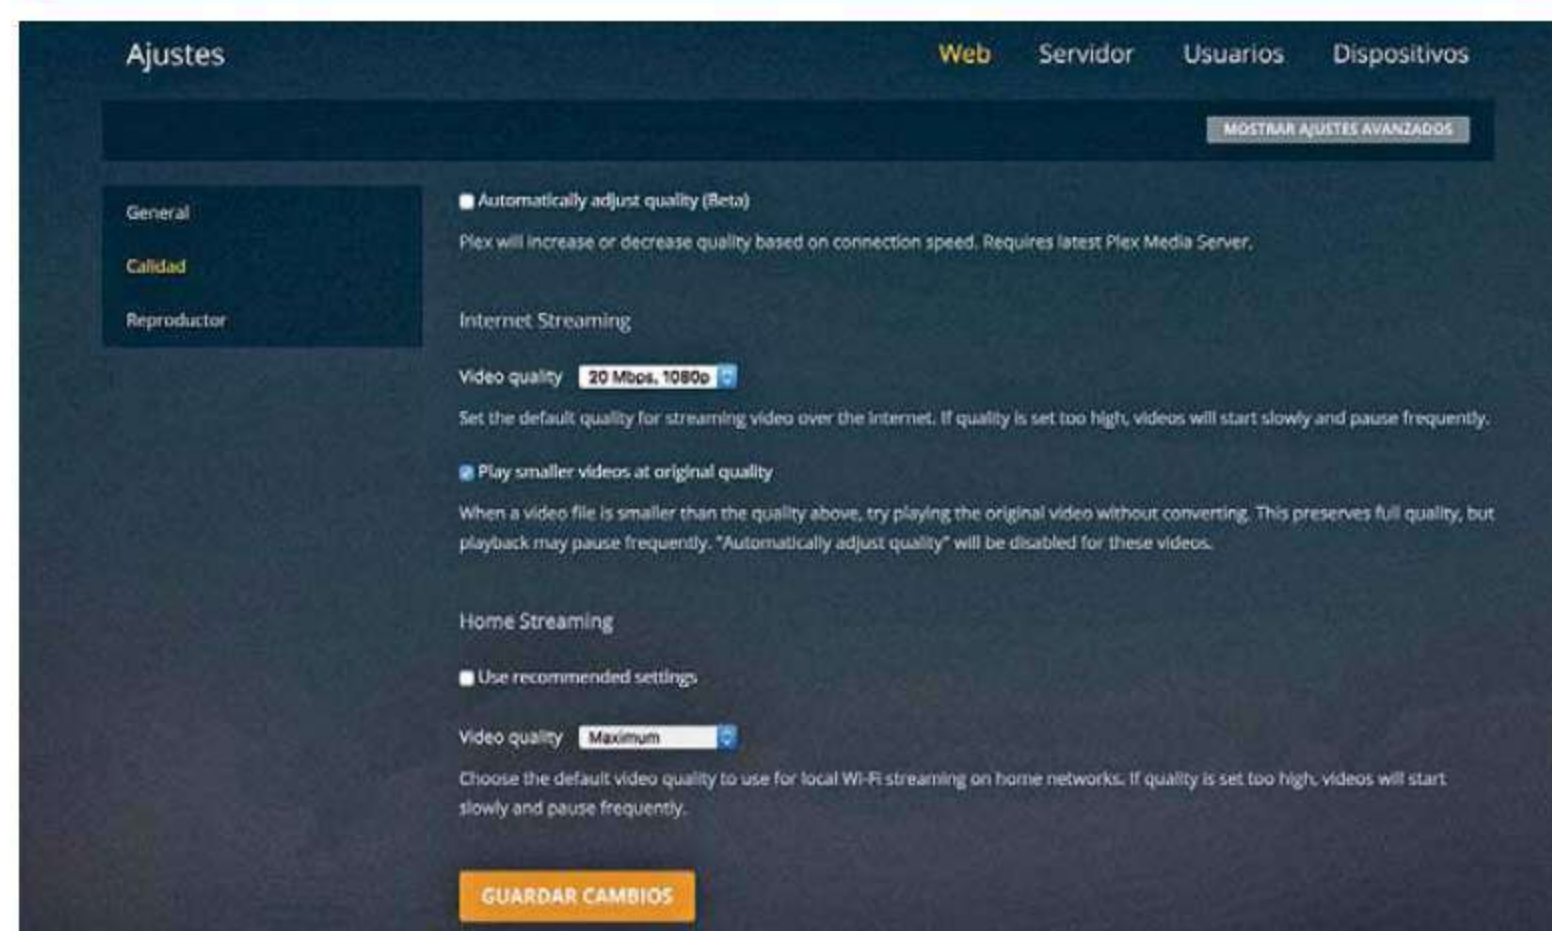 Ajustes
Web Servidor Usuarios Dispositivos
MOSTRAR AJUSTES AVANZADOS
General
Calidad
Reproductor
Automatically adjust quality (Beta)
Plex will increase or decrease quality based on connection speed. Requires latest Plex Media Server.
Internet Streaming
Video quality 20 Mbps, 1080p
Set the default quality for streaming video over the internet. If quality is set too high, videos will start slowly and pause frequently.
Play smaller videos at original quality
When a video file is smaller than the quality above, try playing the original video without converting. This preserves full quality, but
playback may pause frequently. "Automatically adjust quality" will be disabled for these videos.
Home Streaming
Use recommended settings
Video quality Maximum
Choose the default video quality to use for local Wi-Fi streaming on home networks. If quality is set too high, videos will start
slowly and pause frequently.
GUARDAR CAMBIOS